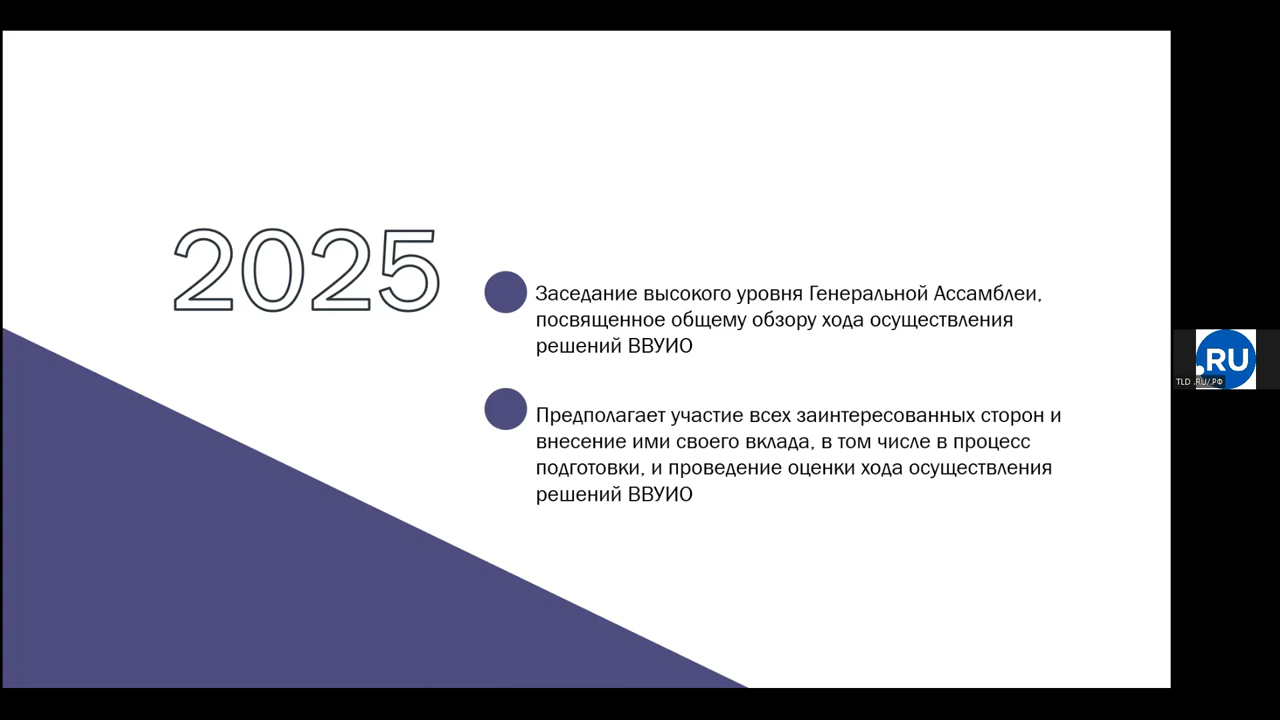 2025
Заседание высокого уровня Генеральной Ассамблеи,
посвященное общему обзору хода осуществления
решений ВВУИО
Предполагает участие всех заинтересованных сторон и
внесение ими своего вклада, в том числе в процесс
подготовки, и проведение оценки хода осуществления
решений ВВУИО
.RU
TLD .RU/.РФ